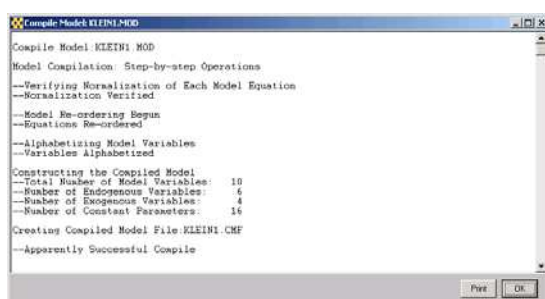 Compile Model: KLEIN1.MOD
Compile Model:KLEIN1.MOD
Model Compilation: Step-by-step Operations
--Verifying Normalization of Each Model Equation
--Normalization Verified
--Model Re-ordering Begun
--Equations Re-ordered
--Alphabetizing Model Variables
--Variables Alphabetized
Constructing the Compiled Model
--Total Number of Model Variables: 10
--Number of Endogenous Variables: 6
--Number of Exogenous Variables: 4
--Number of Constant Parameters: 16
Creating Compiled Model File:KLEIN1.CMF
--Apparently Successful Compile
Print OK